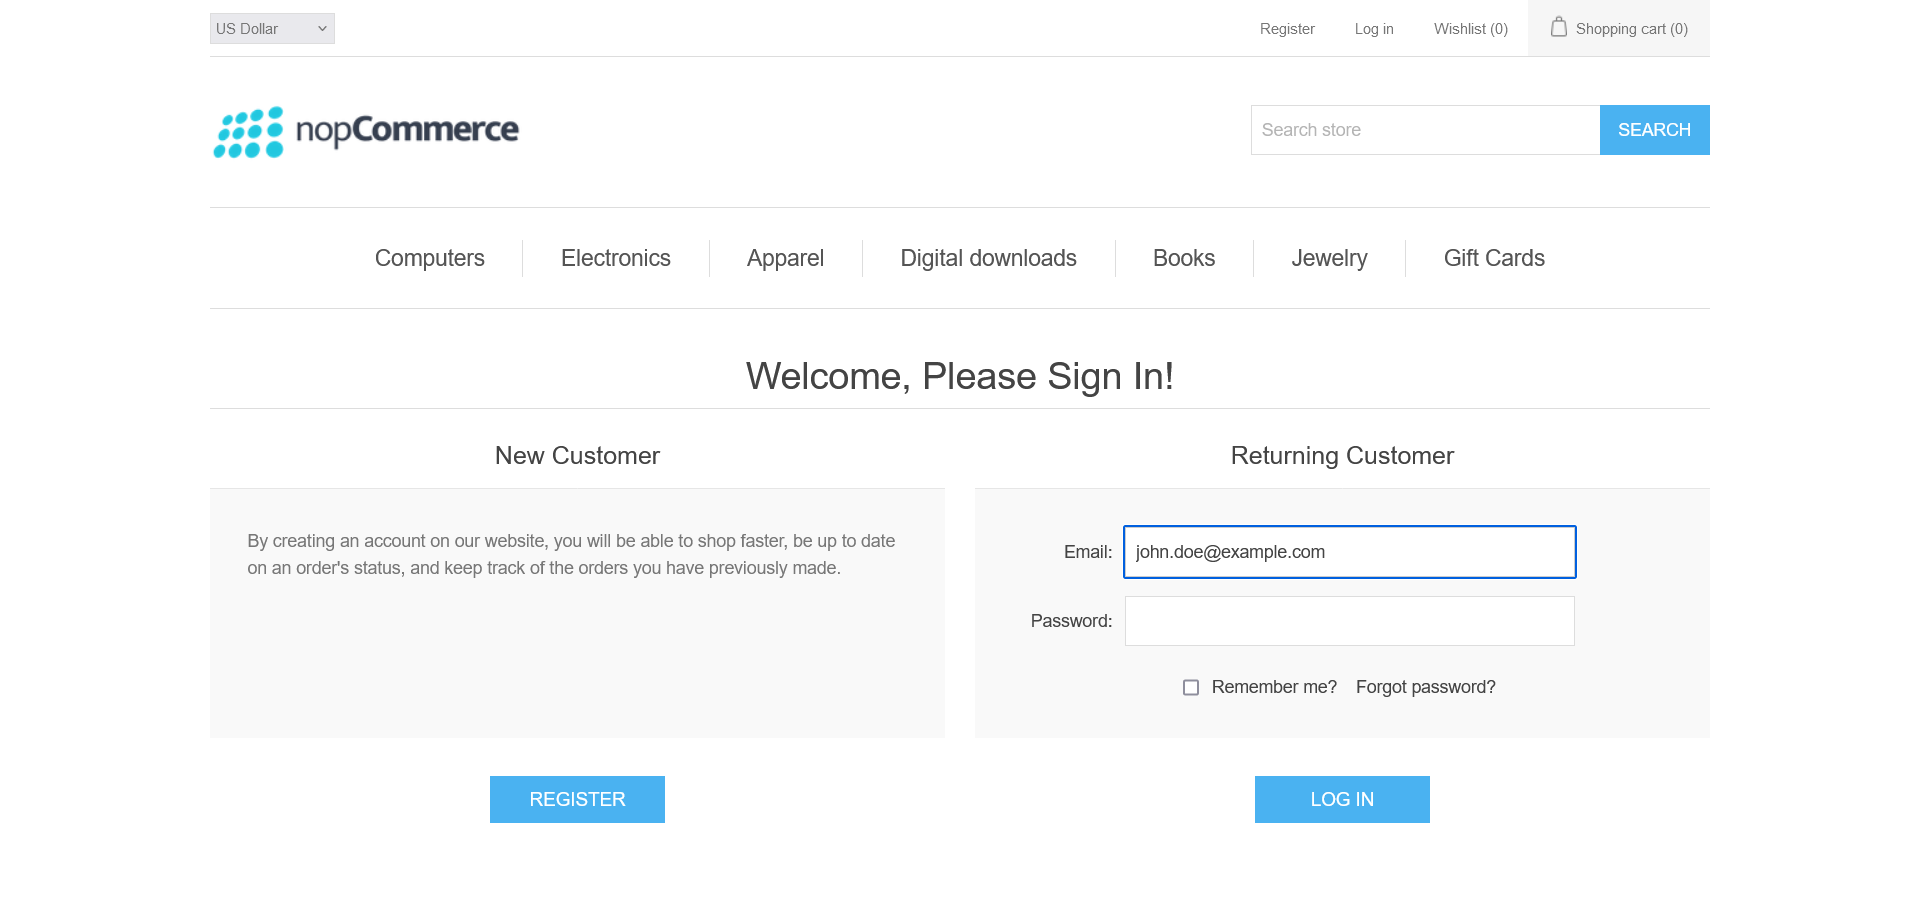 US Dollar
Register
Log in
Wishlist (0)
Shopping cart (0)
nopCommerce
Search store
SEARCH
Computers
Electronics
Apparel
Digital downloads
Books
Jewelry
Gift Cards
Welcome, Please Sign In!
New Customer
By creating an account on our website, you will be able to shop faster, be up to date
on an order's status, and keep track of the orders you have previously made.
REGISTER
Returning Customer
Email:
john.doe@example.com
Password:
Remember me?
Forgot password?
LOG IN